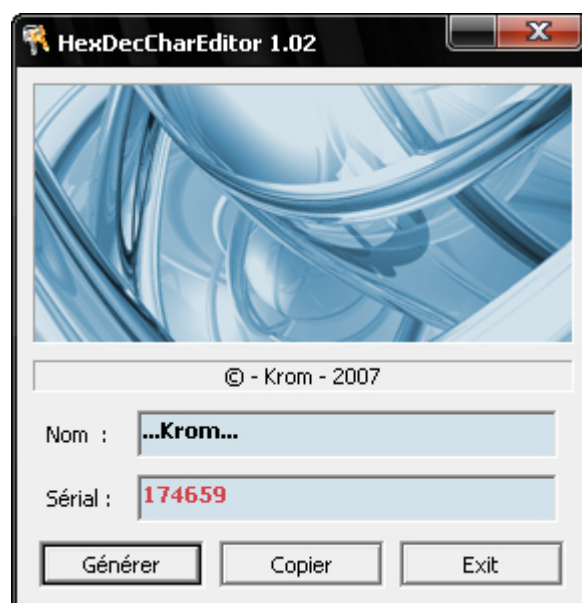 HexDecCharEditor 1.02
© - Krom - 2007
Nom : ...Krom...
Sérial : 174659
Générer Copier Exit